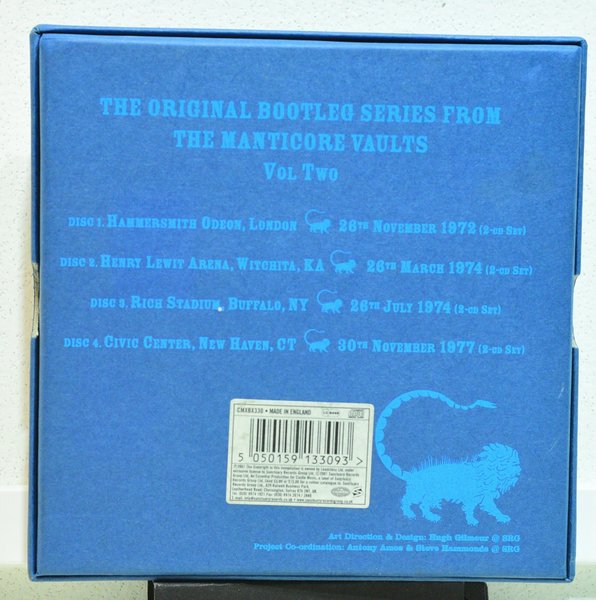 THE ORIGINAL BOOTLEG SERIES FROM
THE MANTICORE VAULTS
VOL TWO
DISC 1. HAMMERSMITH ODEON, LONDON 26TH NOVEMBER 1972 (2-CD SET)
DISC 2. HENRY LEWIT ARENA, WITCHITA, KA 26TH MARCH 1974 (2-CD SET)
DISC 3. RICH STADIUM, BUFFALO, NY 26TH JULY 1974 (2-CD SET)
DISC 4. CIVIC CENTER, NEW HAVEN, CT 30TH NOVEMBER 1977 (2-CD SET)
CMXBX330 • MADE IN ENGLAND
5 050159 133093 >
Art Direction & Design: Hugh Gilmour @ SRG
Project Co-ordination: Antony Amos & Steve Hammonds @ SRG